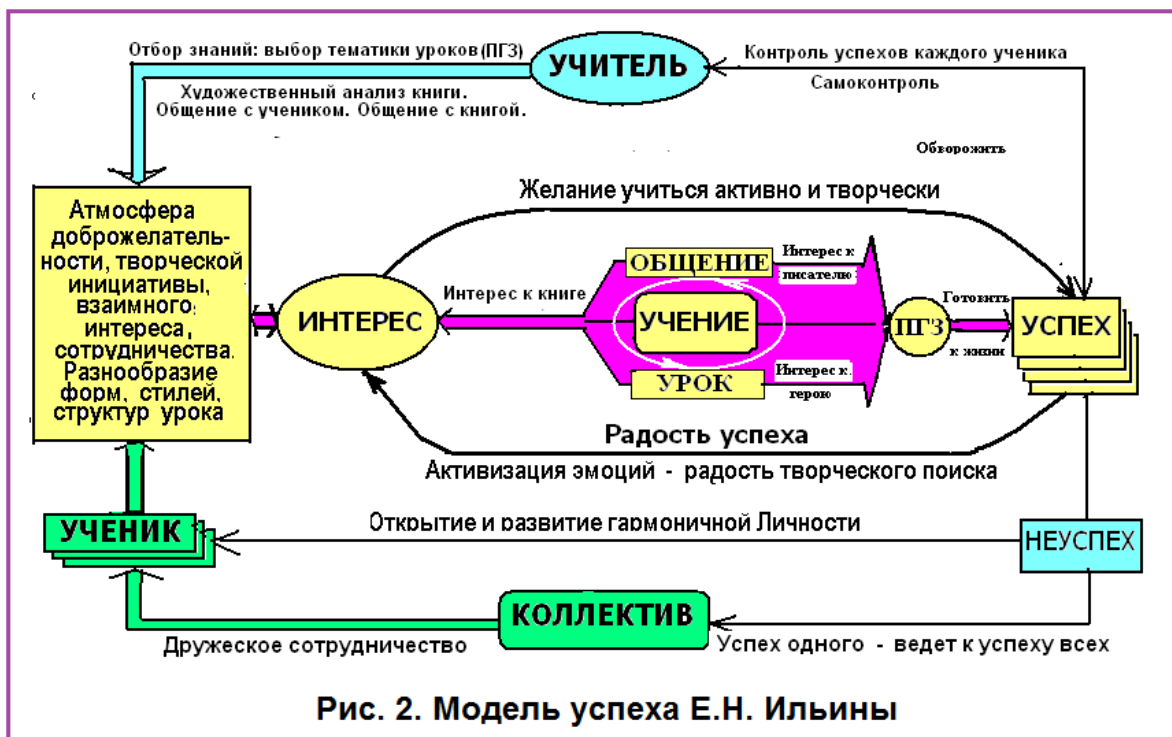 Отбор знаний: выбор тематики уроков (ПГЗ)
УЧИТЕЛЬ
Контроль успехов каждого ученика
Самоконтроль
Художественный анализ книги.
Общение с учеником. Общение с книгой.
Обворожить
Желание учиться активно и творчески
Атмосфера
доброжелатель-
ности, творческой
инициативы,
взаимного
интереса,
сотрудничества.
Разнообразие
форм, стилей,
структур урока
ИНТЕРЕС
Интерес к книге
ОБЩЕНИЕ
УЧЕНИЕ
УРОК
Интерес к
писателю
Интерес к
герою
ПГЗ
Готовить
к жизни
УСПЕХ
Радость успеха
Активизация эмоций - радость творческого поиска
УЧЕНИК
Открытие и развитие гармоничной Личности
НЕУСПЕХ
КОЛЛЕКТИВ
Дружеское сотрудничество
Успех одного - ведет к успеху всех
Рис. 2. Модель успеха Е.Н. Ильины